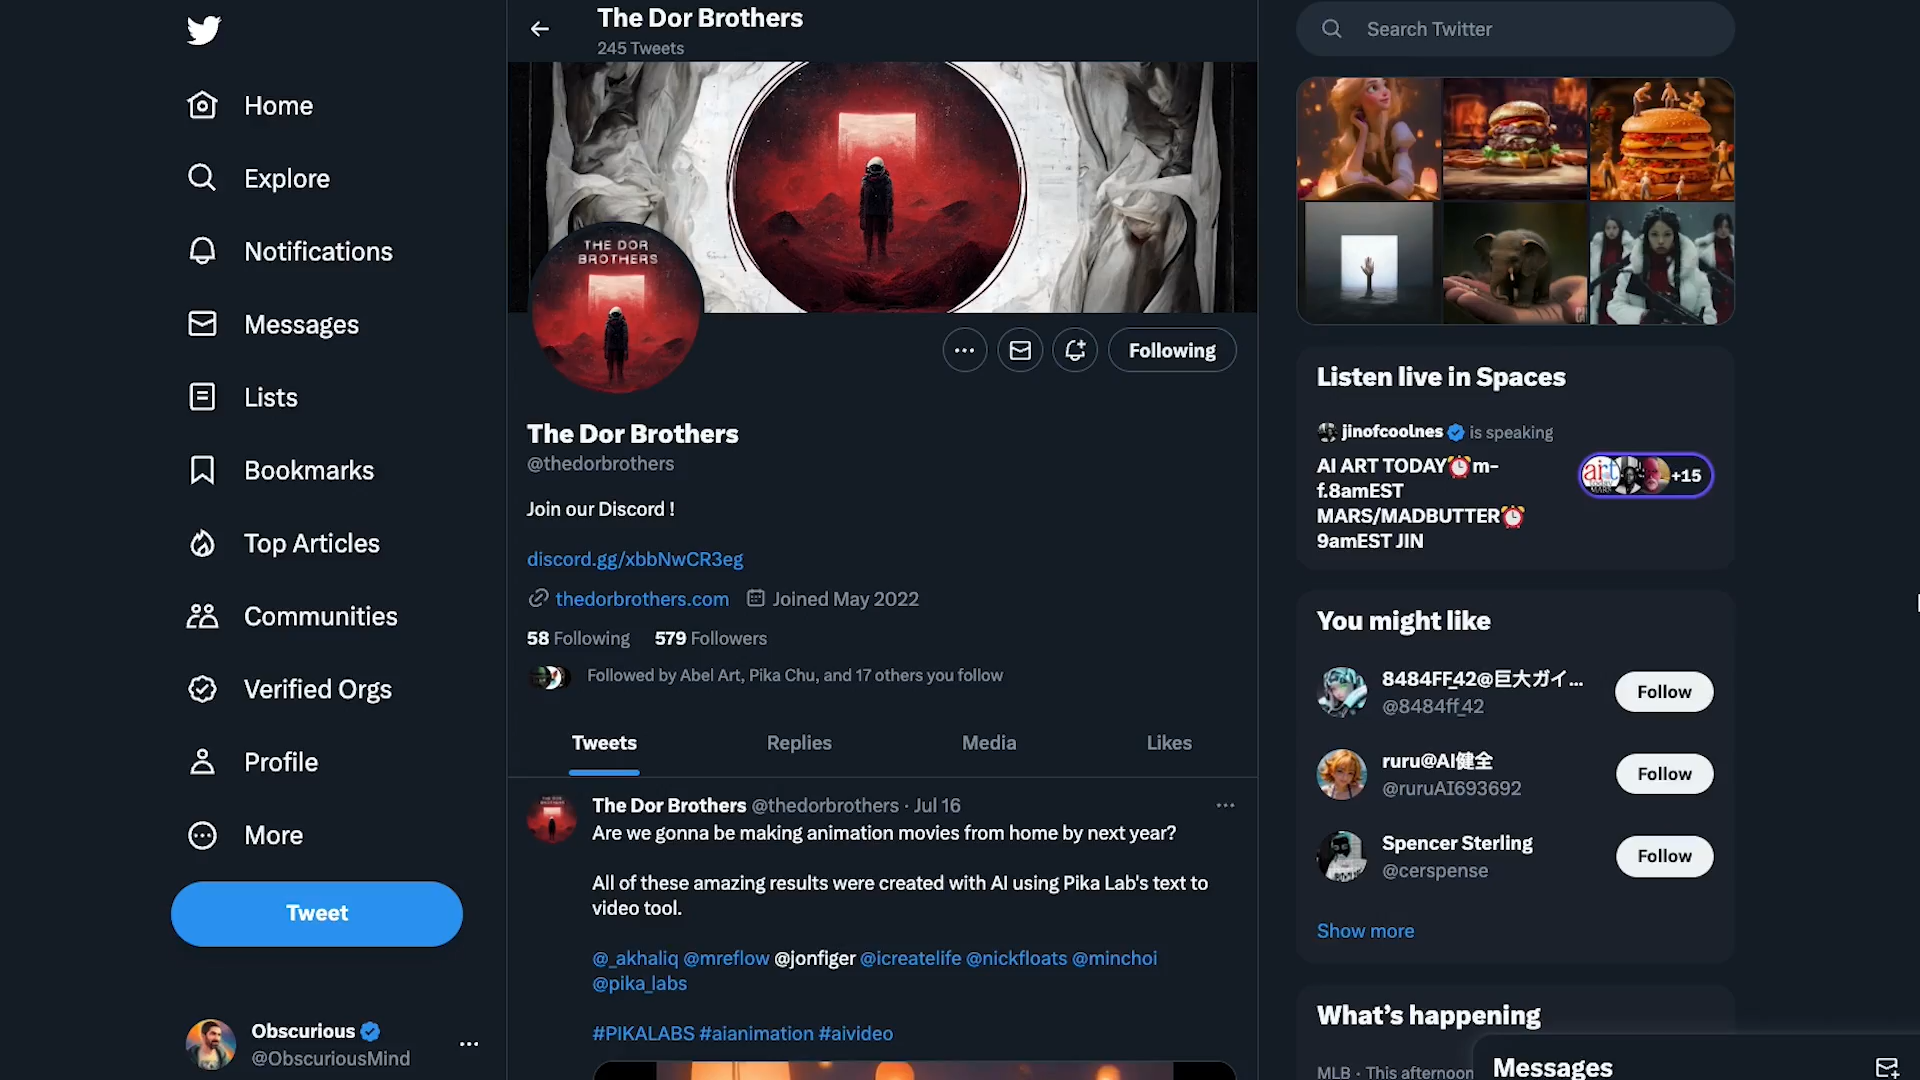 The Dor Brothers
245 Tweets
Search Twitter
Home
Explore
Notifications
Messages
Lists
Bookmarks
Top Articles
Communities
Verified Orgs
Profile
More
Tweet
Obscurious
@ObscuriousMind
THE DOR
BROTHERS
Following
The Dor Brothers
@thedorbrothers
Join our Discord !
discord.gg/xbbNwCR3eg
thedorbrothers.com Joined May 2022
58 Following 579 Followers
Followed by Abel Art, Pika Chu, and 17 others you follow
Tweets Replies Media Likes
The Dor Brothers @thedorbrothers · Jul 16
Are we gonna be making animation movies from home by next year?
All of these amazing results were created with AI using Pika Lab's text to
video tool.
@_akhaliq @mreflow @jonfiger @icreatelife @nickfloats @minchoi
@pika_labs
#PIKALABS #aianimation #aivideo
Listen live in Spaces
jinofcoolnes is speaking
AI ART TODAY⏰m-
f.8amEST
MARS/MADBUTTER⏰
9amEST JIN
art
+15
You might like
8484FF_42@巨大ガイ...
@8484ff_42
Follow
ruru@AI健全
@ruruAI693692
Follow
Spencer Sterling
@cerspense
Follow
Show more
What's happening
MLB · This afternoon
Messages